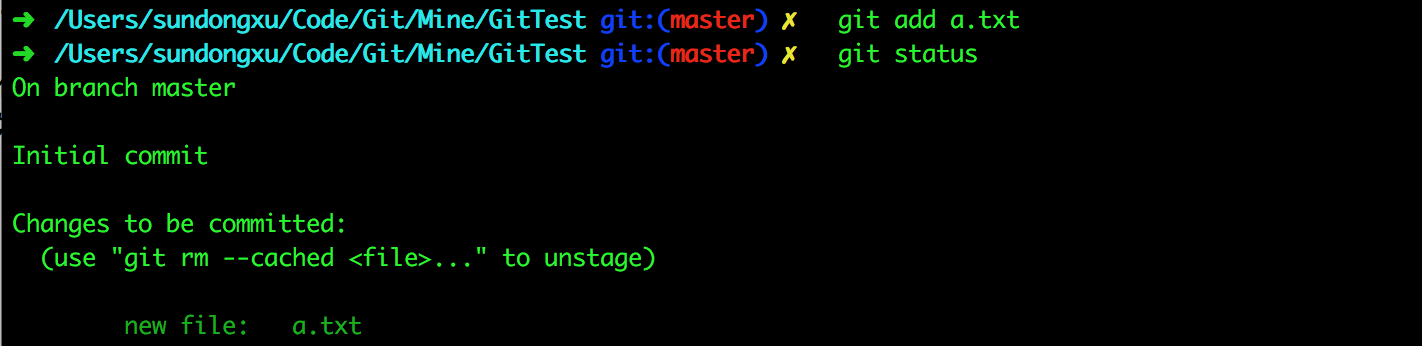 ➜ /Users/sundongxu/Code/Git/Mine/GitTest git:(master) ✗ git add a.txt
➜ /Users/sundongxu/Code/Git/Mine/GitTest git:(master) ✗ git status
On branch master
Initial commit
Changes to be committed:
(use "git rm --cached <file>..." to unstage)
new file: a.txt